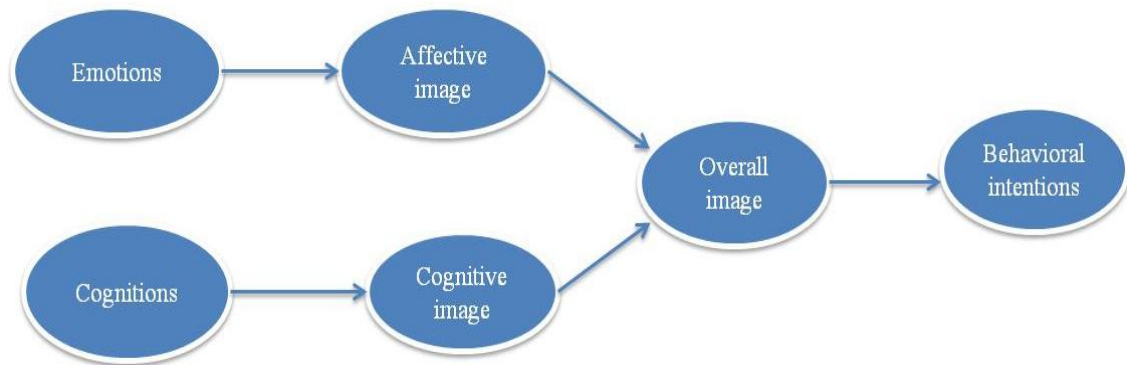 Emotions
Affective
image
Overall
image
Behavioral
intentions
Cognitions
Cognitive
image